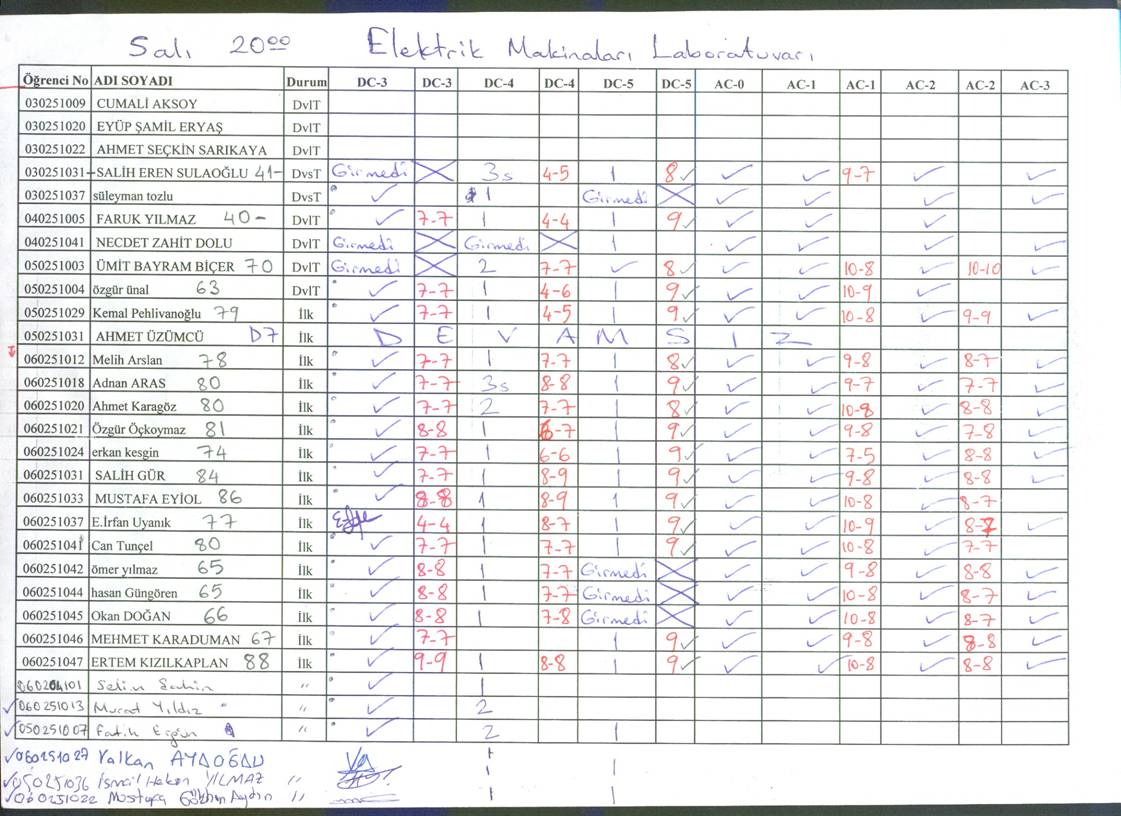 Salı 20⁰⁰ Elektrik Makinaları Laboratuvarı
Öğrenci No ADI SOYADI Durum DC-3 DC-3 DC-4 DC-4 DC-5 DC-5 AC-0 AC-1 AC-1 AC-2 AC-2 AC-3
030251009 CUMALİ AKSOY DvlT
030251020 EYÜP ŞAMİL ERYAŞ DvlT
030251022 AHMET SEÇKİN SARIKAYA DvlT
030251031 SALİH EREN SULAOĞLU 41- DvsT Girmedi X 3s 4-5 1 8✓ ✓ ✓ 9-7 ✓ ✓
030251037 süleyman tozlu DvsT ✓ 1 Girmedi X ✓ ✓ ✓ ✓
040251005 FARUK YILMAZ 40- DvlT ✓ 7-7 1 4-4 1 9✓ ✓ ✓ ✓
040251041 NECDET ZAHİT DOLU DvlT Girmedi X Girmedi X 1 ✓ ✓ ✓ ✓
050251003 ÜMİT BAYRAM BİÇER 70 DvlT Girmedi X 2 7-7 ✓ 8✓ ✓ ✓ 10-8 ✓ 10-10 ✓
050251004 özgür ünal 63 DvlT ✓ 7-7 1 4-6 1 9✓ ✓ ✓ 10-9 ✓
050251029 Kemal Pehlivanoğlu 79 İlk ✓ 7-7 1 4-5 1 9✓ ✓ ✓ 10-8 ✓ 9-9 ✓
050251031 AHMET ÜZÜMCÜ D7 İlk D E V A M S I Z
060251012 Melih Arslan 78 İlk ✓ 7-7 1 7-7 1 8✓ ✓ ✓ 9-8 ✓ 8-7 ✓
060251018 Adnan ARAS 80 İlk ✓ 7-7 3s 8-8 1 9✓ ✓ ✓ 9-7 ✓ 7-7 ✓
060251020 Ahmet Karagöz 80 İlk ✓ 7-7 2 7-7 1 8✓ ✓ ✓ 10-8 ✓ 8-8 ✓
060251021 Özgür Öçkoymaz 81 İlk ✓ 8-8 1 6-7 1 9✓ ✓ ✓ 9-8 ✓ 7-8 ✓
060251024 erkan kesgin 74 İlk ✓ 7-7 1 6-6 1 9✓ ✓ ✓ 7-5 ✓ 8-8 ✓
060251031 SALİH GÜR 84 İlk ✓ 7-7 1 8-9 1 9✓ ✓ ✓ 9-8 ✓ 8-8 ✓
060251033 MUSTAFA EYİOL 86 İlk ✓ 8-8 1 8-9 1 9✓ ✓ ✓ 10-8 ✓ 8-7 ✓
060251037 E.İrfan Uyanık 77 İlk 4-4 1 8-7 1 9✓ ✓ ✓ 10-9 ✓ 8-7 ✓
060251041 Can Tunçel 80 İlk ✓ 7-7 1 7-7 1 9✓ ✓ ✓ 10-8 ✓ 7-7
060251042 ömer yılmaz 65 İlk ✓ 8-8 1 7-7 Girmedi X ✓ ✓ 9-8 ✓ 8-8 ✓
060251044 hasan Güngören 65 İlk ✓ 8-8 1 7-7 Girmedi X ✓ ✓ 10-8 ✓ 8-7 ✓
060251045 Okan DOĞAN 66 İlk ✓ 8-8 1 7-8 Girmedi X ✓ ✓ 10-8 ✓ 8-7 ✓
060251046 MEHMET KARADUMAN 67 İlk ✓ 7-7 1 9✓ ✓ ✓ 9-8 ✓ 8-8 ✓
060251047 ERTEM KIZILKAPLAN 88 İlk ✓ 9-9 1 8-8 1 9✓ ✓ ✓ 10-8 ✓ 8-8 ✓
060204101 Selin Şahin " ✓ 1
✓060251013 Murat Yıldız " ✓ 2
✓050251007 Fatih Ergün " ✓ 2 1
✓060251027 Volkan AYDOĞDU 1
✓050251036 İsmail Hakan YILMAZ " 1 1
✓060251022 Mustafa Gökhan Aydın " 1 1